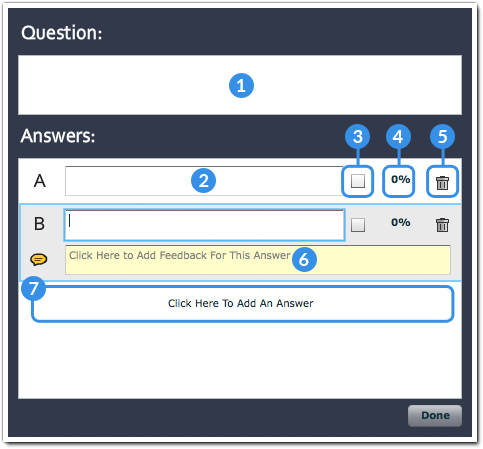 Question:
1
Answers:
3 4 5
A 2 0%
B 0%
Click Here to Add Feedback For This Answer 6
7
Click Here To Add An Answer
Done